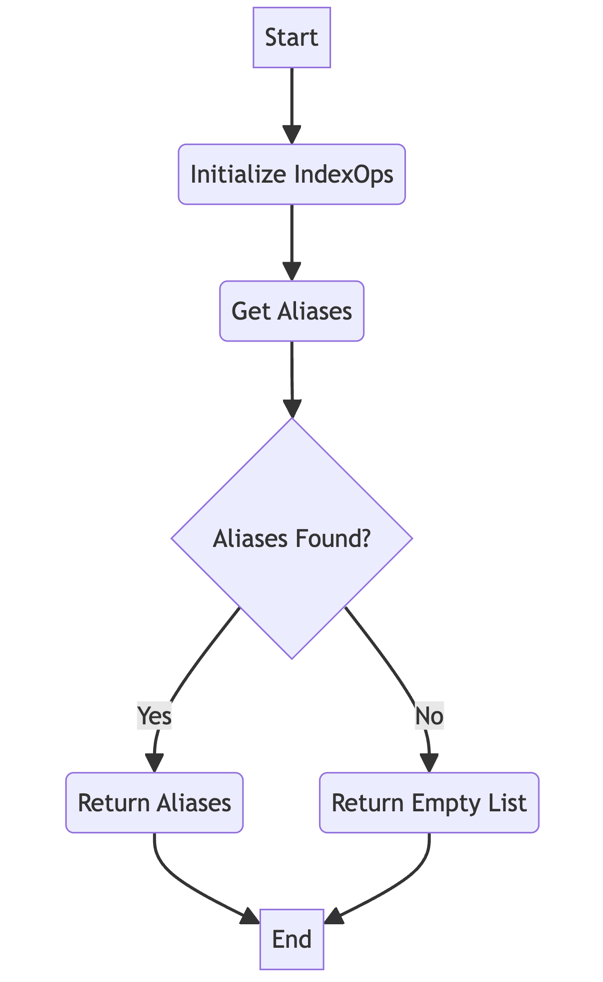 Start
Initialize IndexOps
Get Aliases
Aliases Found?
Yes
No
Return Aliases
Return Empty List
End